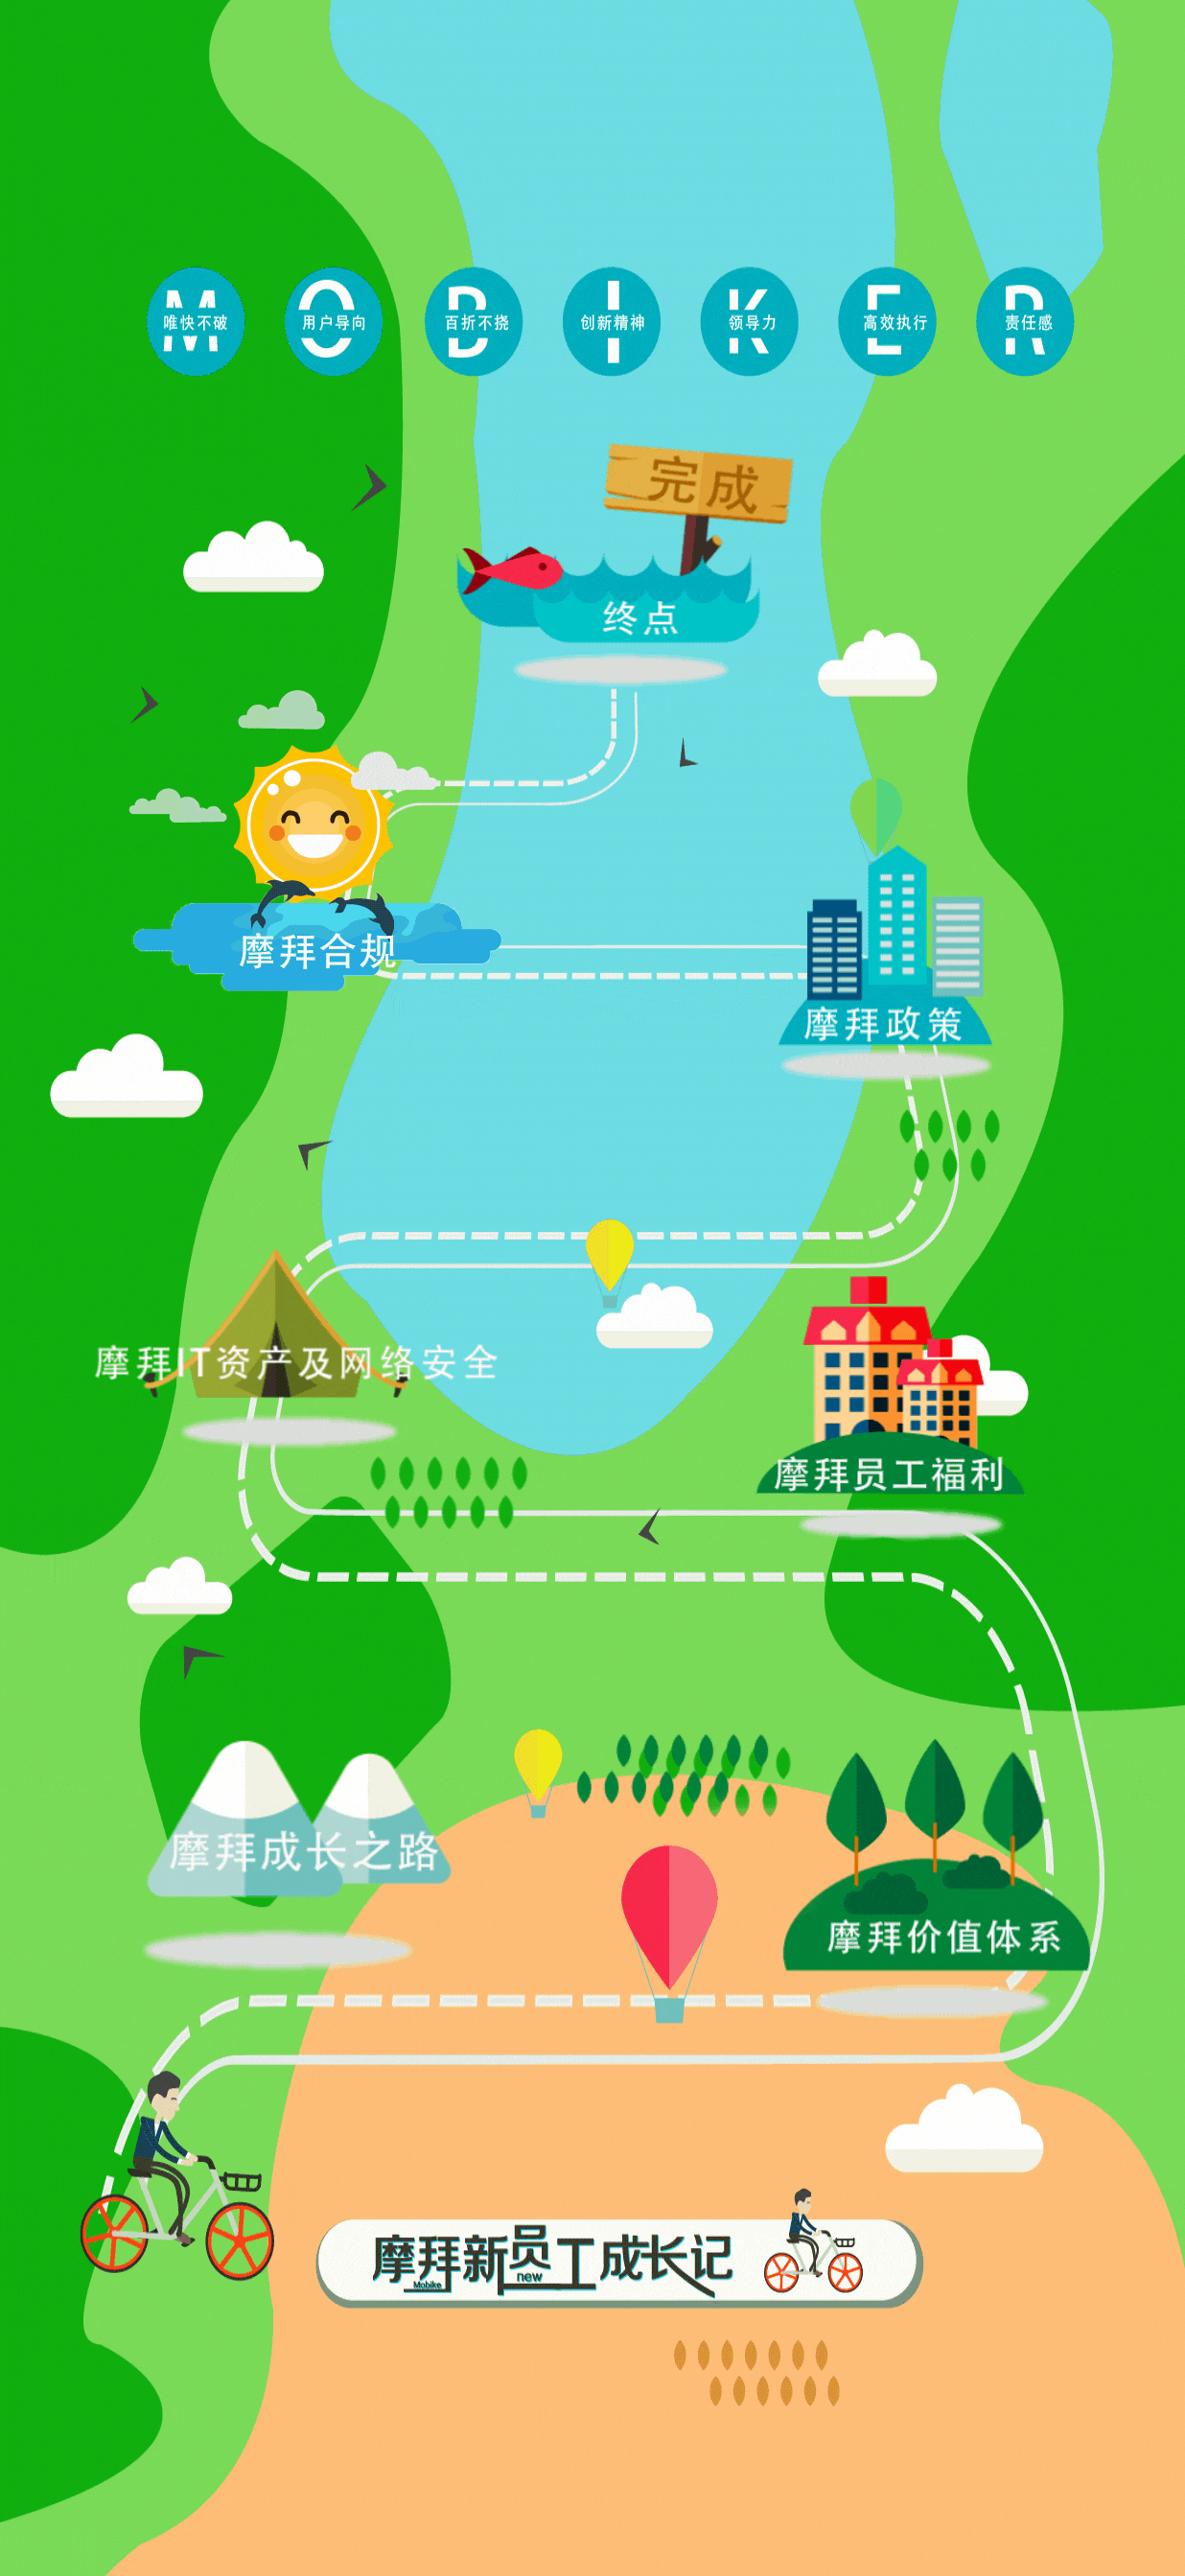 M O B I K E R
唯快不破 用户导向 百折不挠 创新精神 领导力 高效执行 责任感
完成
终点
摩拜合规
摩拜政策
摩拜IT资产及网络安全
摩拜员工福利
摩拜成长之路
摩拜价值体系
摩拜新员工成长记
Mobike new